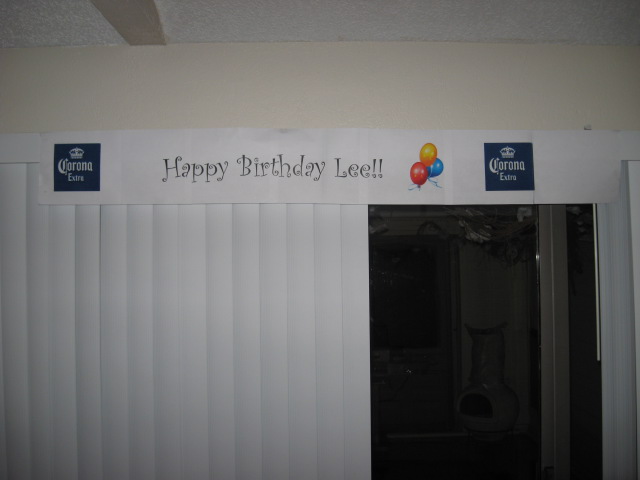 Corona
Extra
Happy Birthday Lee!!
Corona
Extra